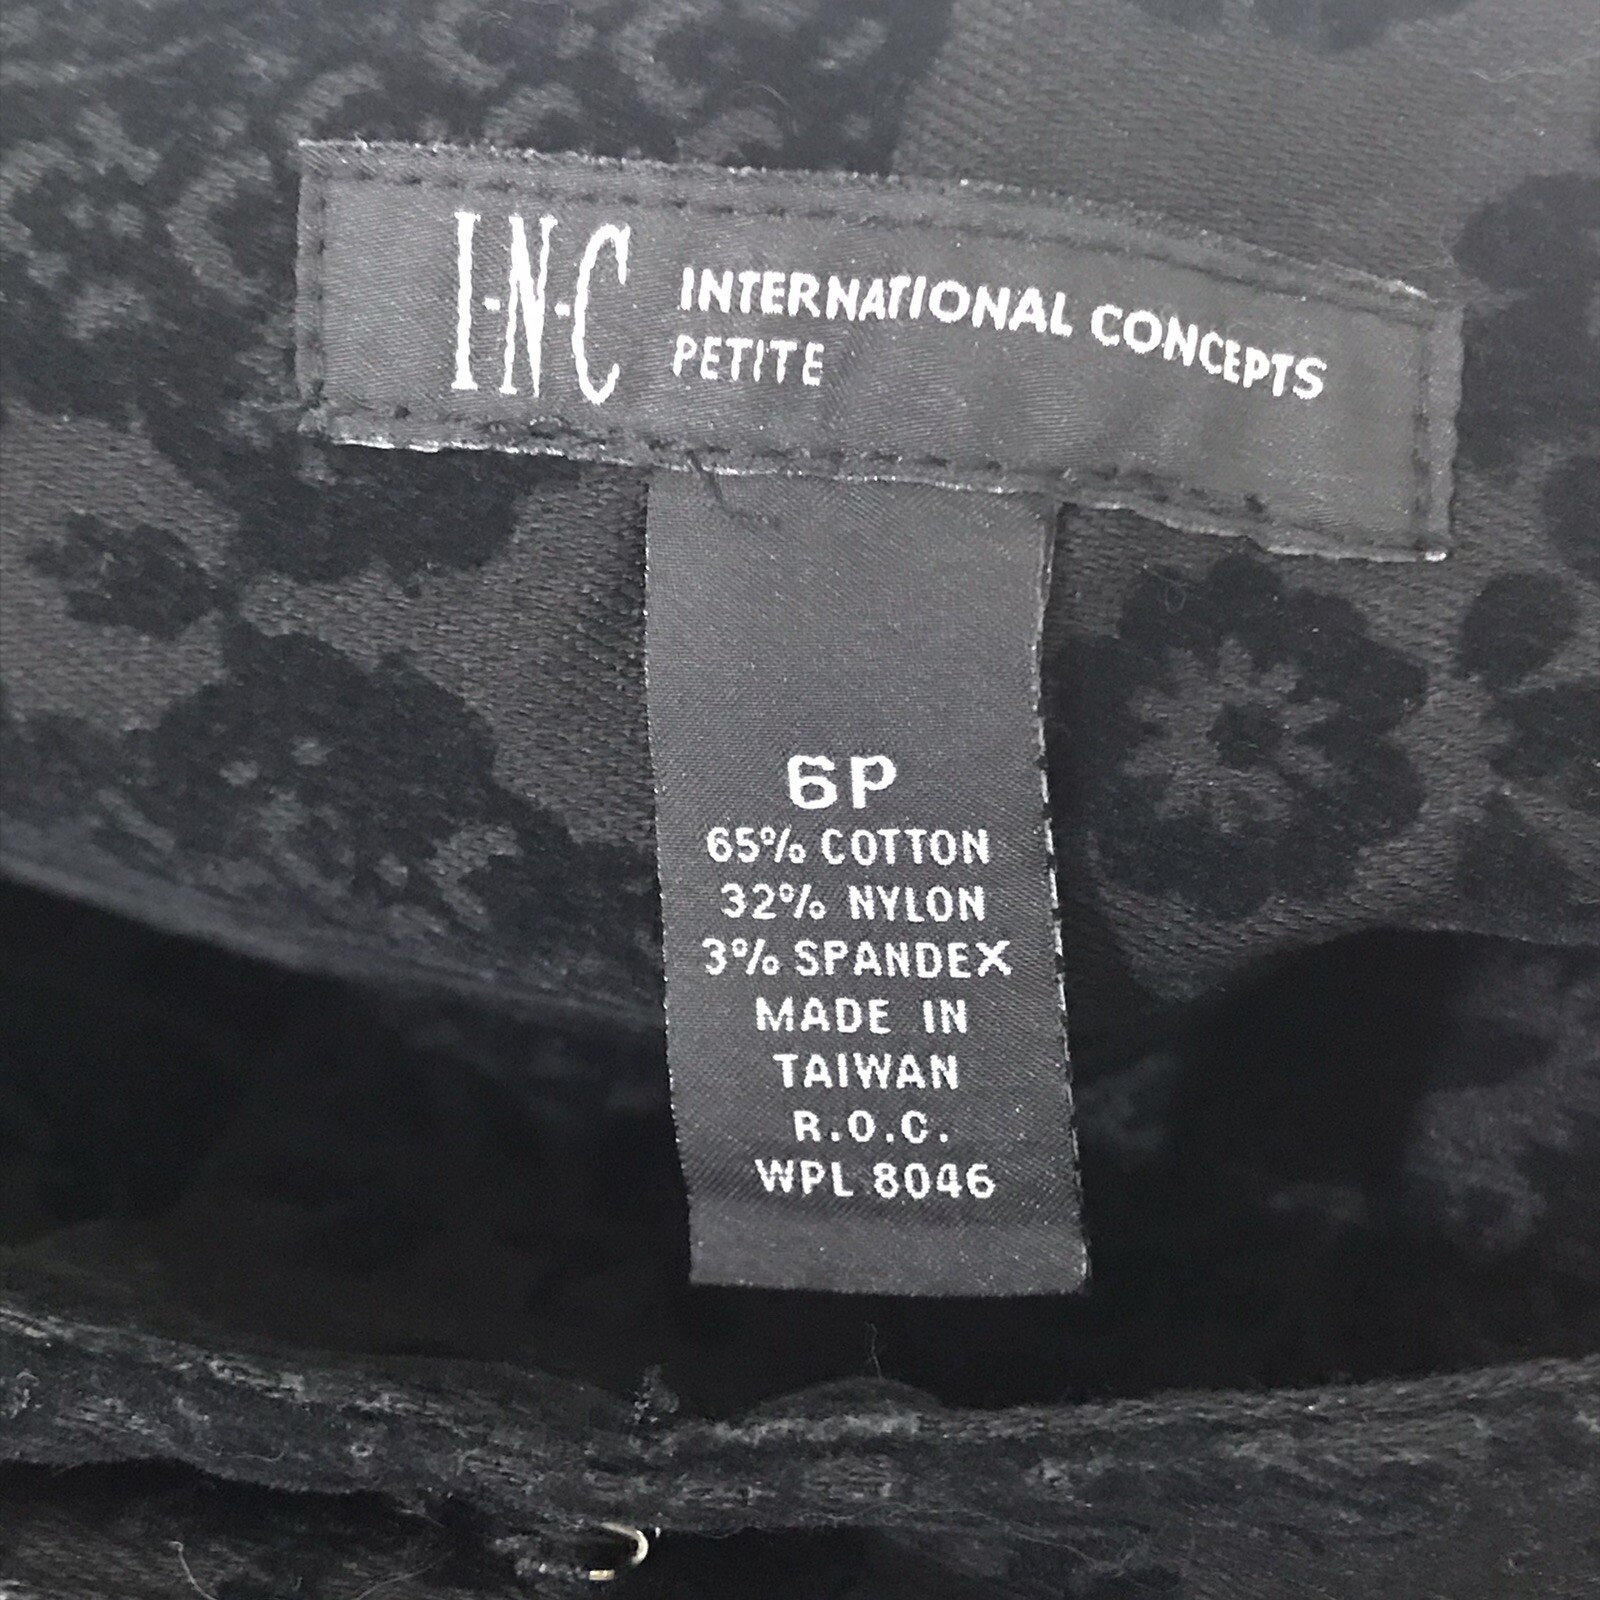 I-N-C INTERNATIONAL CONCEPTS
PETITE
6P
65% COTTON
32% NYLON
3% SPANDEX
MADE IN
TAIWAN
R.O.C.
WPL 8046